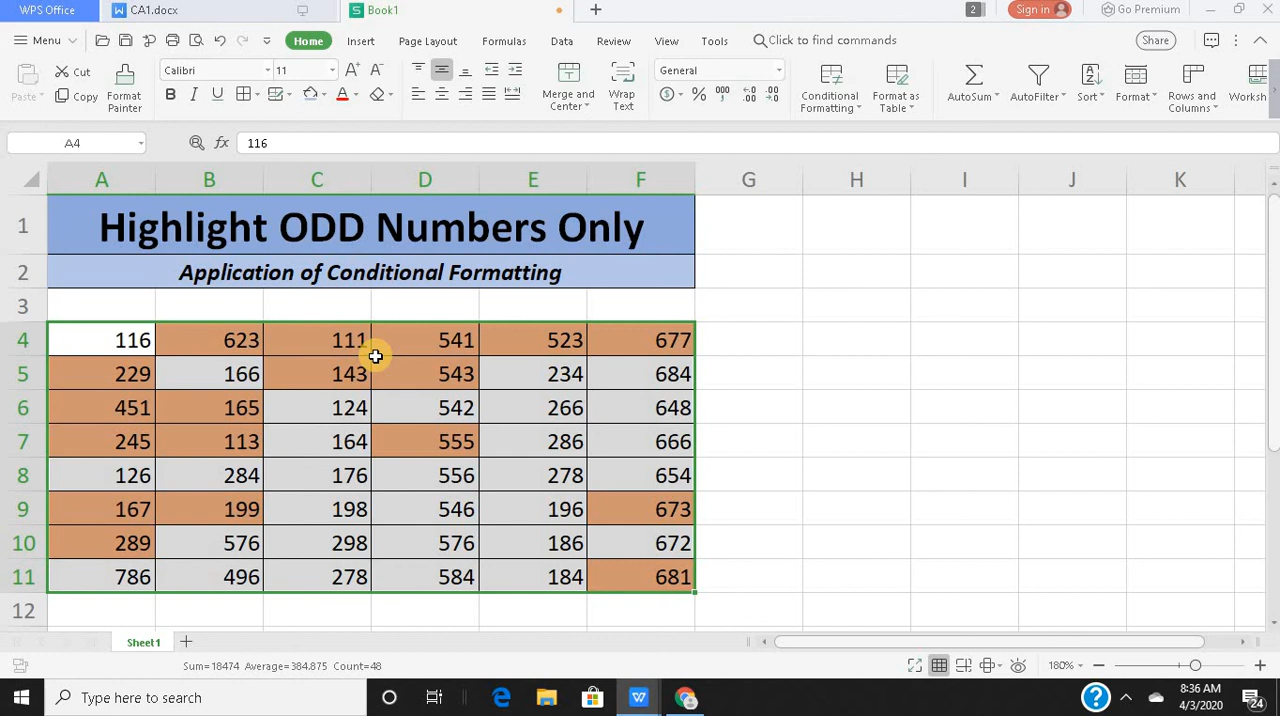 WPS Office CA1.docx Book1 2 Sign in Go Premium
Menu Home Insert Page Layout Formulas Data Review View Tools Click to find commands Share
Paste Cut Copy Format Painter Calibri 11 B I U A Merge and Center Wrap Text General Conditional Formatting Format as Table AutoSum AutoFilter Sort Format Rows and Columns Worksh
A4 fx 116
A B C D E F G H I J K
1 Highlight ODD Numbers Only
2 Application of Conditional Formatting
3
4 116 623 111 541 523 677
5 229 166 143 543 234 684
6 451 165 124 542 266 648
7 245 113 164 555 286 666
8 126 284 176 556 278 654
9 167 199 198 546 196 673
10 289 576 298 576 186 672
11 786 496 278 584 184 681
12
Sheet1
Sum=18474 Average=384.875 Count=48 180%
Type here to search 8:36 AM
4/3/2020 24